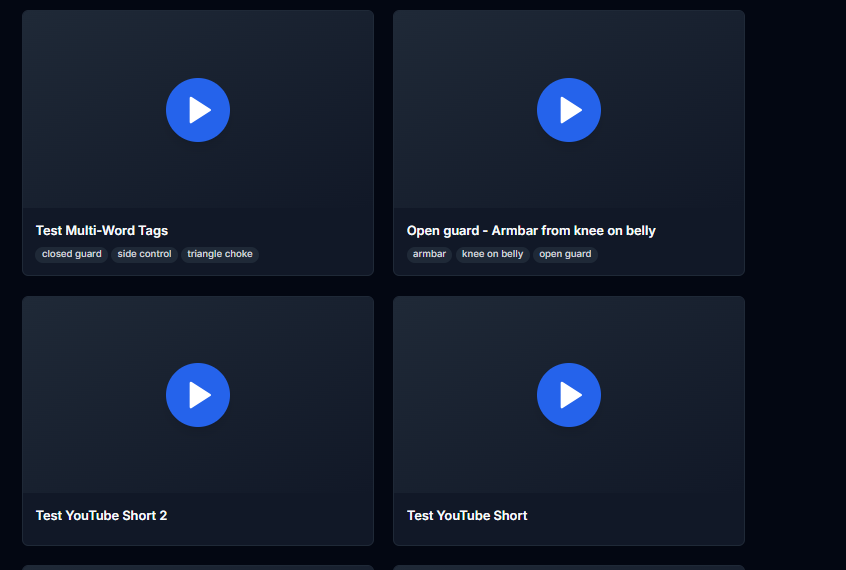 Test Multi-Word Tags
closed guard side control triangle choke
Open guard - Armbar from knee on belly
armbar knee on belly open guard
Test YouTube Short 2
Test YouTube Short